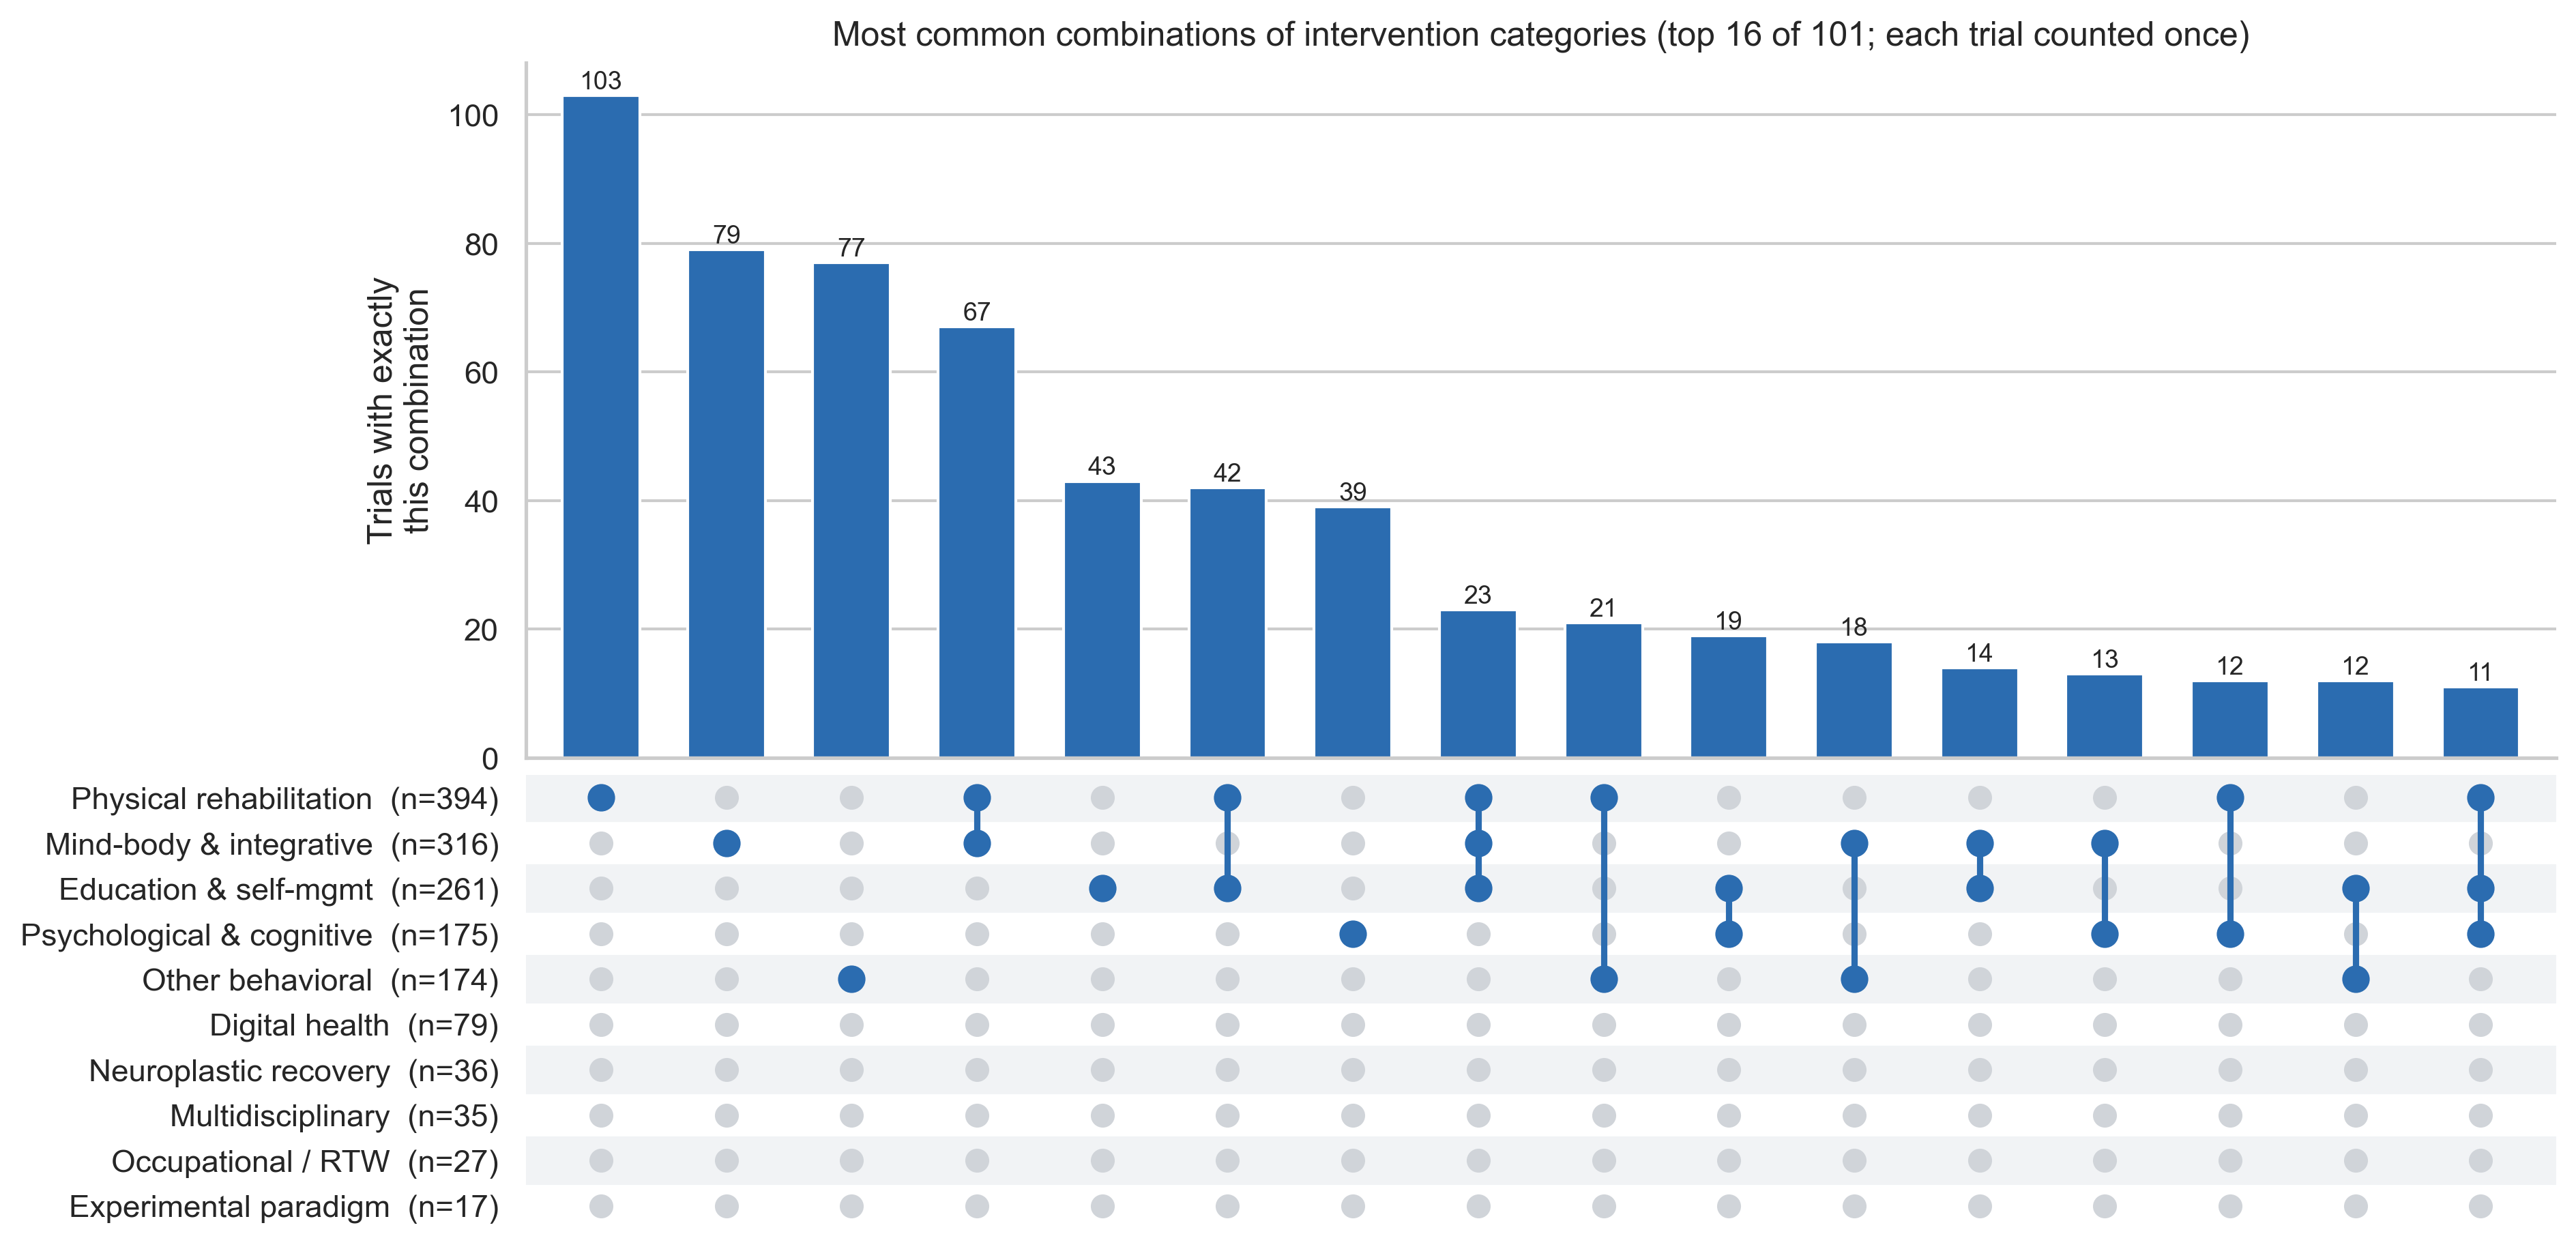 Most common combinations of intervention categories (top 16 of 101; each trial counted once)
Trials with exactly
this combination
100
80
60
40
20
0
103
79
77
67
43
42
39
23
21
19
18
14
13
12
12
11
Physical rehabilitation (n=394)
Mind-body & integrative (n=316)
Education & self-mgmt (n=261)
Psychological & cognitive (n=175)
Other behavioral (n=174)
Digital health (n=79)
Neuroplastic recovery (n=36)
Multidisciplinary (n=35)
Occupational / RTW (n=27)
Experimental paradigm (n=17)